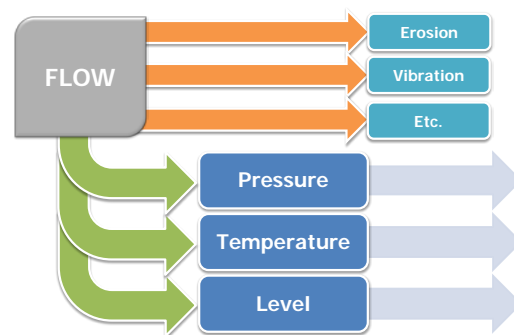 FLOW
Erosion
Vibration
Etc.
Pressure
Temperature
Level